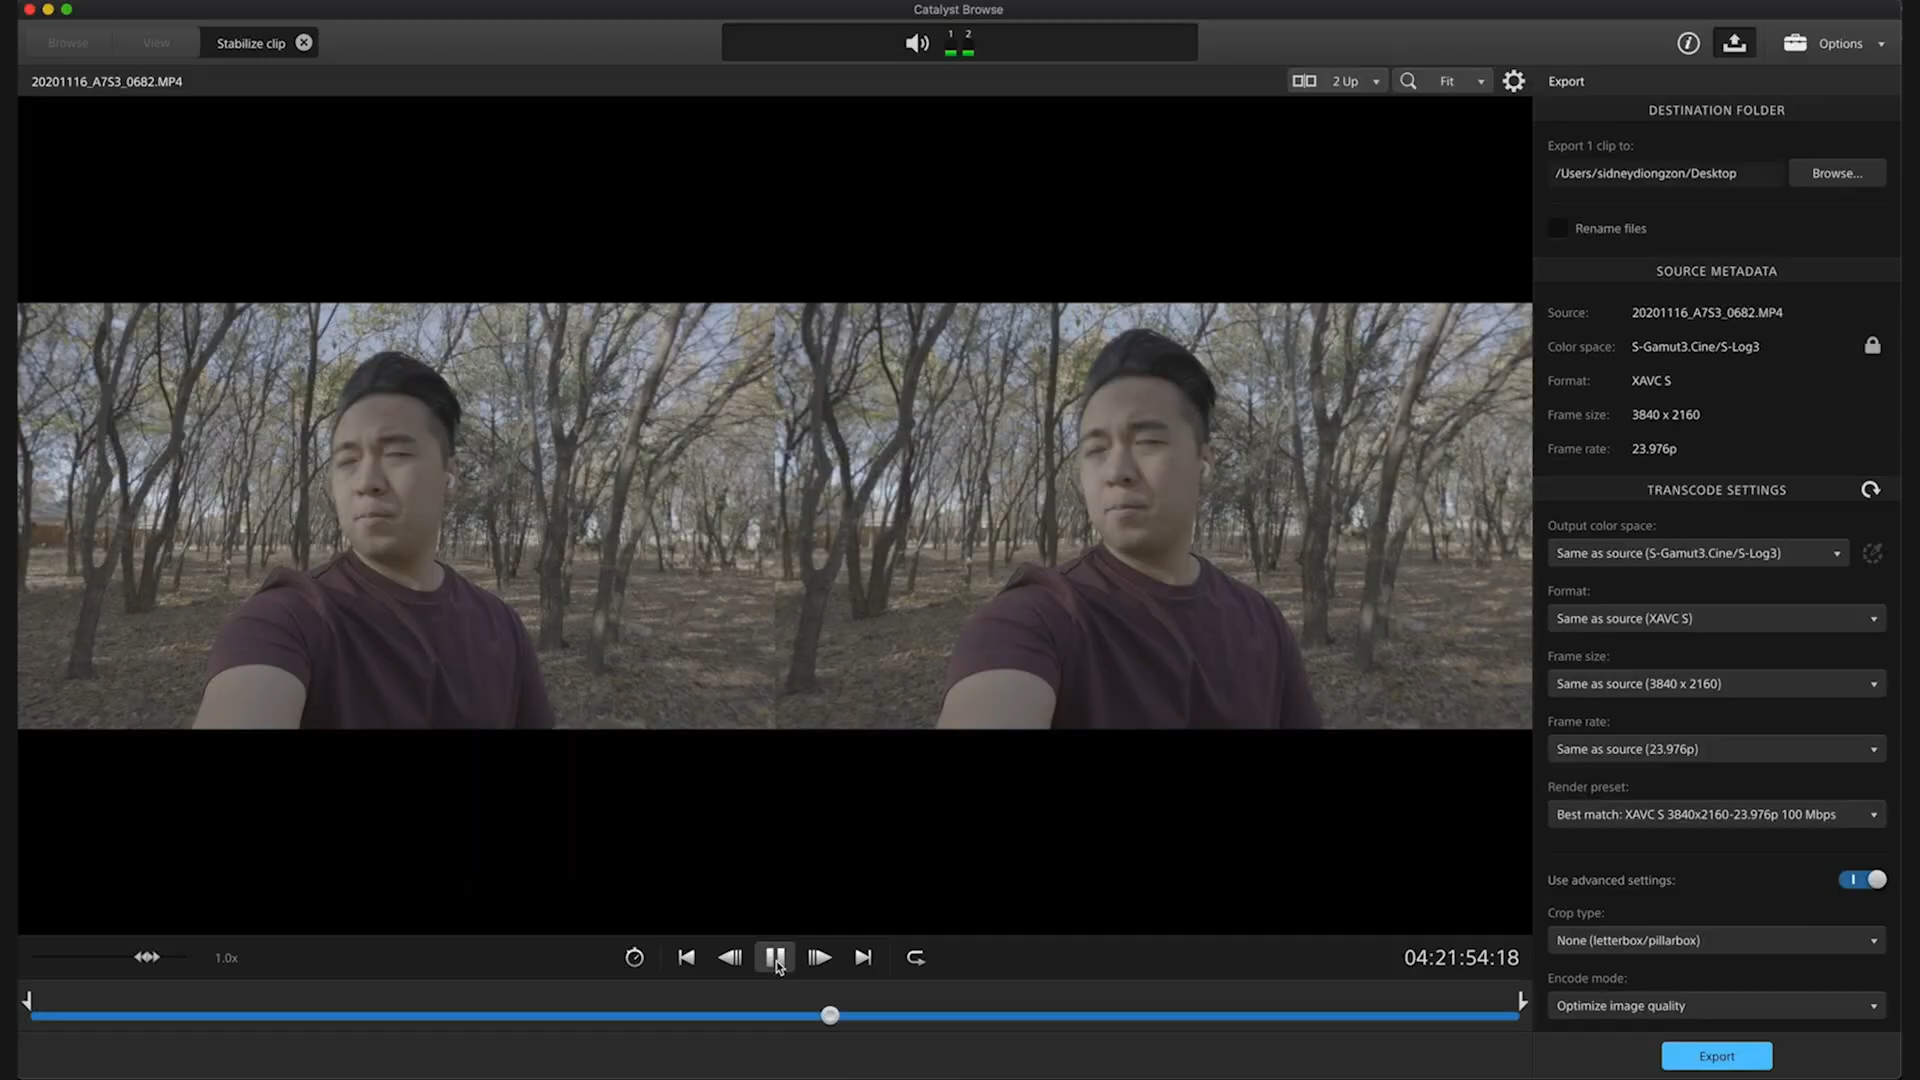 Catalyst Browse
Browse
View
Stabilize clip
1 2
Options
20201116_A7S3_0682.MP4
2 Up
Fit
Export
DESTINATION FOLDER
Export 1 clip to:
/Users/sidneydiongzon/Desktop
Browse...
Rename files
SOURCE METADATA
Source: 20201116_A7S3_0682.MP4
Color space: S-Gamut3.Cine/S-Log3
Format: XAVC S
Frame size: 3840 x 2160
Frame rate: 23.976p
TRANSCODE SETTINGS
Output color space:
Same as source (S-Gamut3.Cine/S-Log3)
Format:
Same as source (XAVC S)
Frame size:
Same as source (3840 x 2160)
Frame rate:
Same as source (23.976p)
Render preset:
Best match: XAVC S 3840x2160-23.976p 100 Mbps
Use advanced settings:
Crop type:
None (letterbox/pillarbox)
Encode mode:
Optimize image quality
Export
1.0x
04:21:54:18